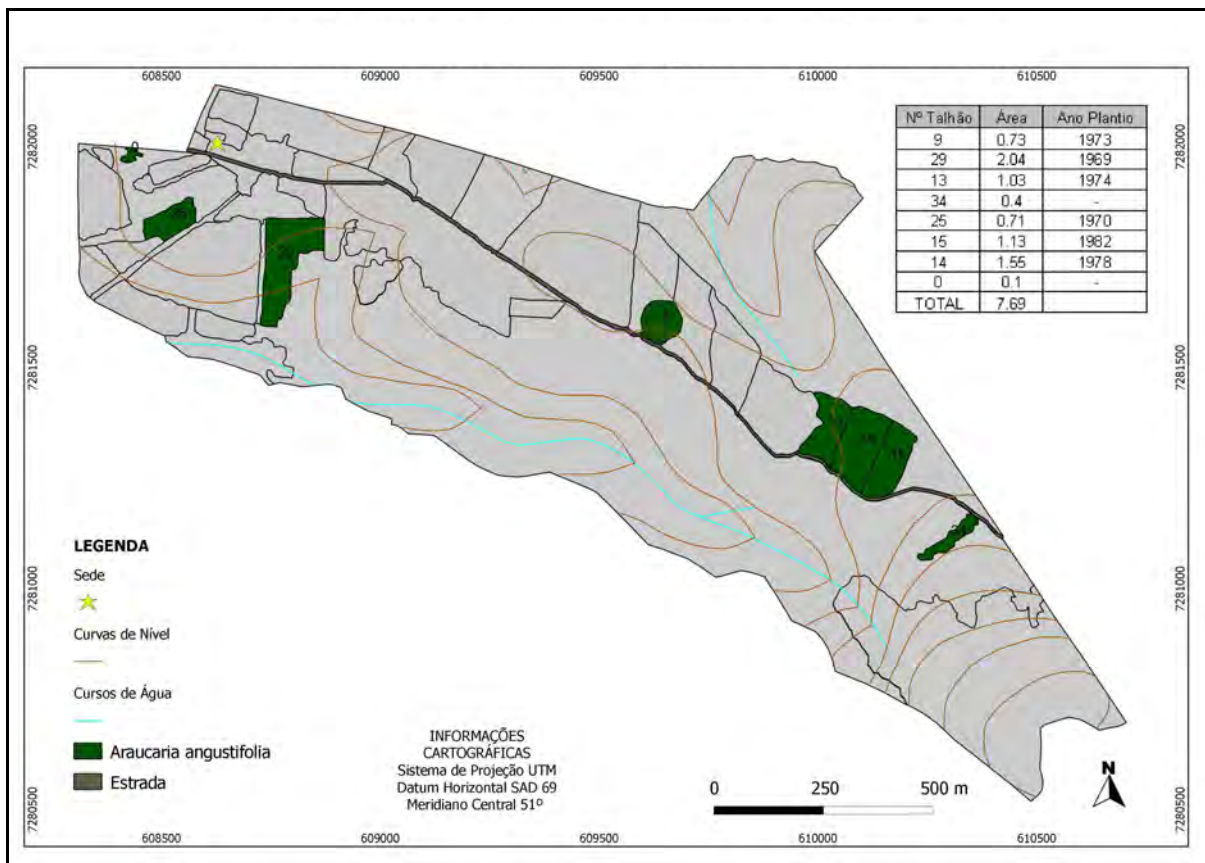 608500 609000 609500 610000 610500
7282000
7281500
7281000
7280500
Nº Talhão Área Ano Plantio
9 0.73 1973
29 2.04 1969
13 1.03 1974
34 0.4 -
25 0.71 1970
15 1.13 1982
14 1.55 1978
0 0.1 -
TOTAL 7.69
7282000
7281500
7281000
7280500
LEGENDA
Sede
Curvas de Nível
Cursos de Água
Araucaria angustifolia
Estrada
INFORMAÇÕES
CARTOGRÁFICAS
Sistema de Projeção UTM
Datum Horizontal SAD 69
Meridiano Central 51º
0 250 500 m
N
608500 609000 609500 610000 610500